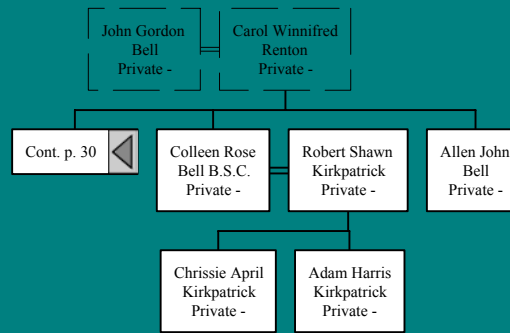 John Gordon
Bell
Private -
Carol Winnifred
Renton
Private -
Cont. p. 30
Colleen Rose
Bell B.S.C.
Private -
Robert Shawn
Kirkpatrick
Private -
Allen John
Bell
Private -
Chrissie April
Kirkpatrick
Private -
Adam Harris
Kirkpatrick
Private -